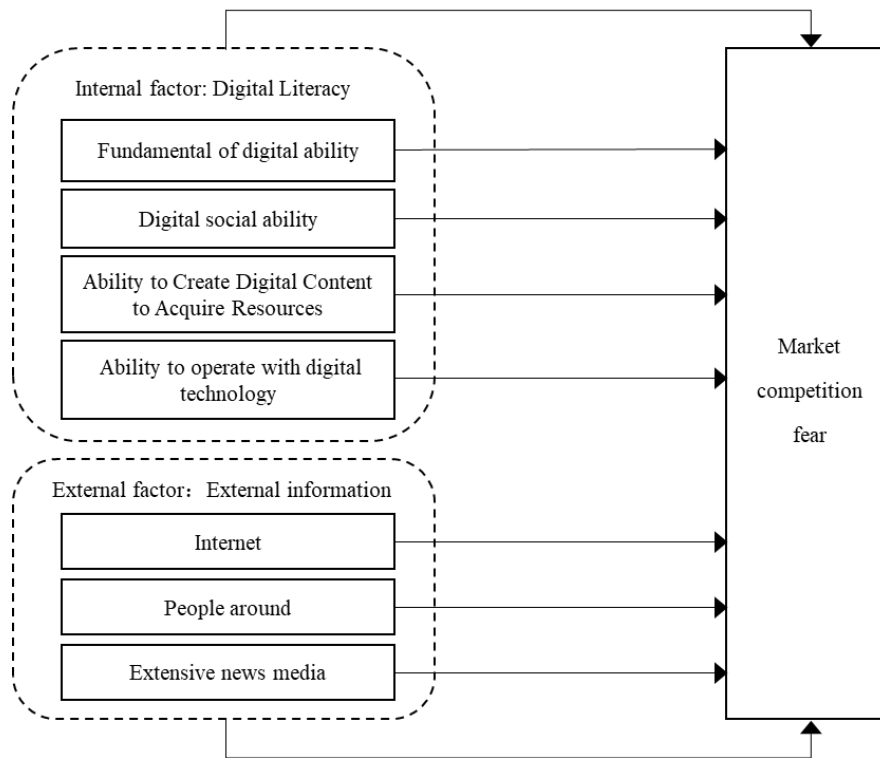 Internal factor: Digital Literacy
Fundamental of digital ability
Digital social ability
Ability to Create Digital Content
to Acquire Resources
Ability to operate with digital
technology
External factor：External information
Internet
People around
Extensive news media
Market
competition
fear